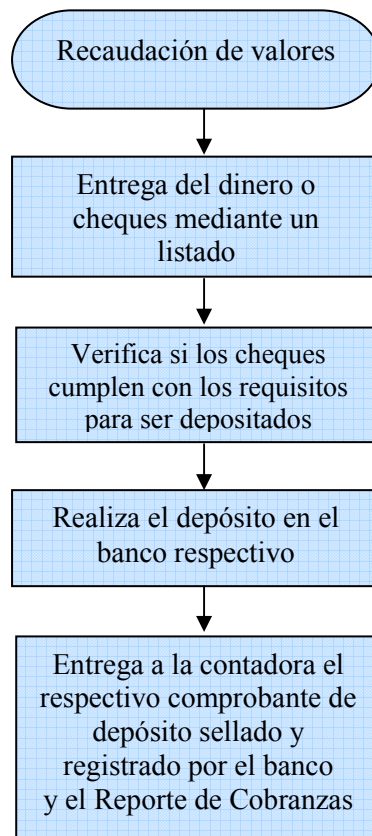 Recaudación de valores
Entrega del dinero o
cheques mediante un
listado
Verifica si los cheques
cumplen con los requisitos
para ser depositados
Realiza el depósito en el
banco respectivo
Entrega a la contadora el
respectivo comprobante de
depósito sellado y
registrado por el banco
y el Reporte de Cobranzas